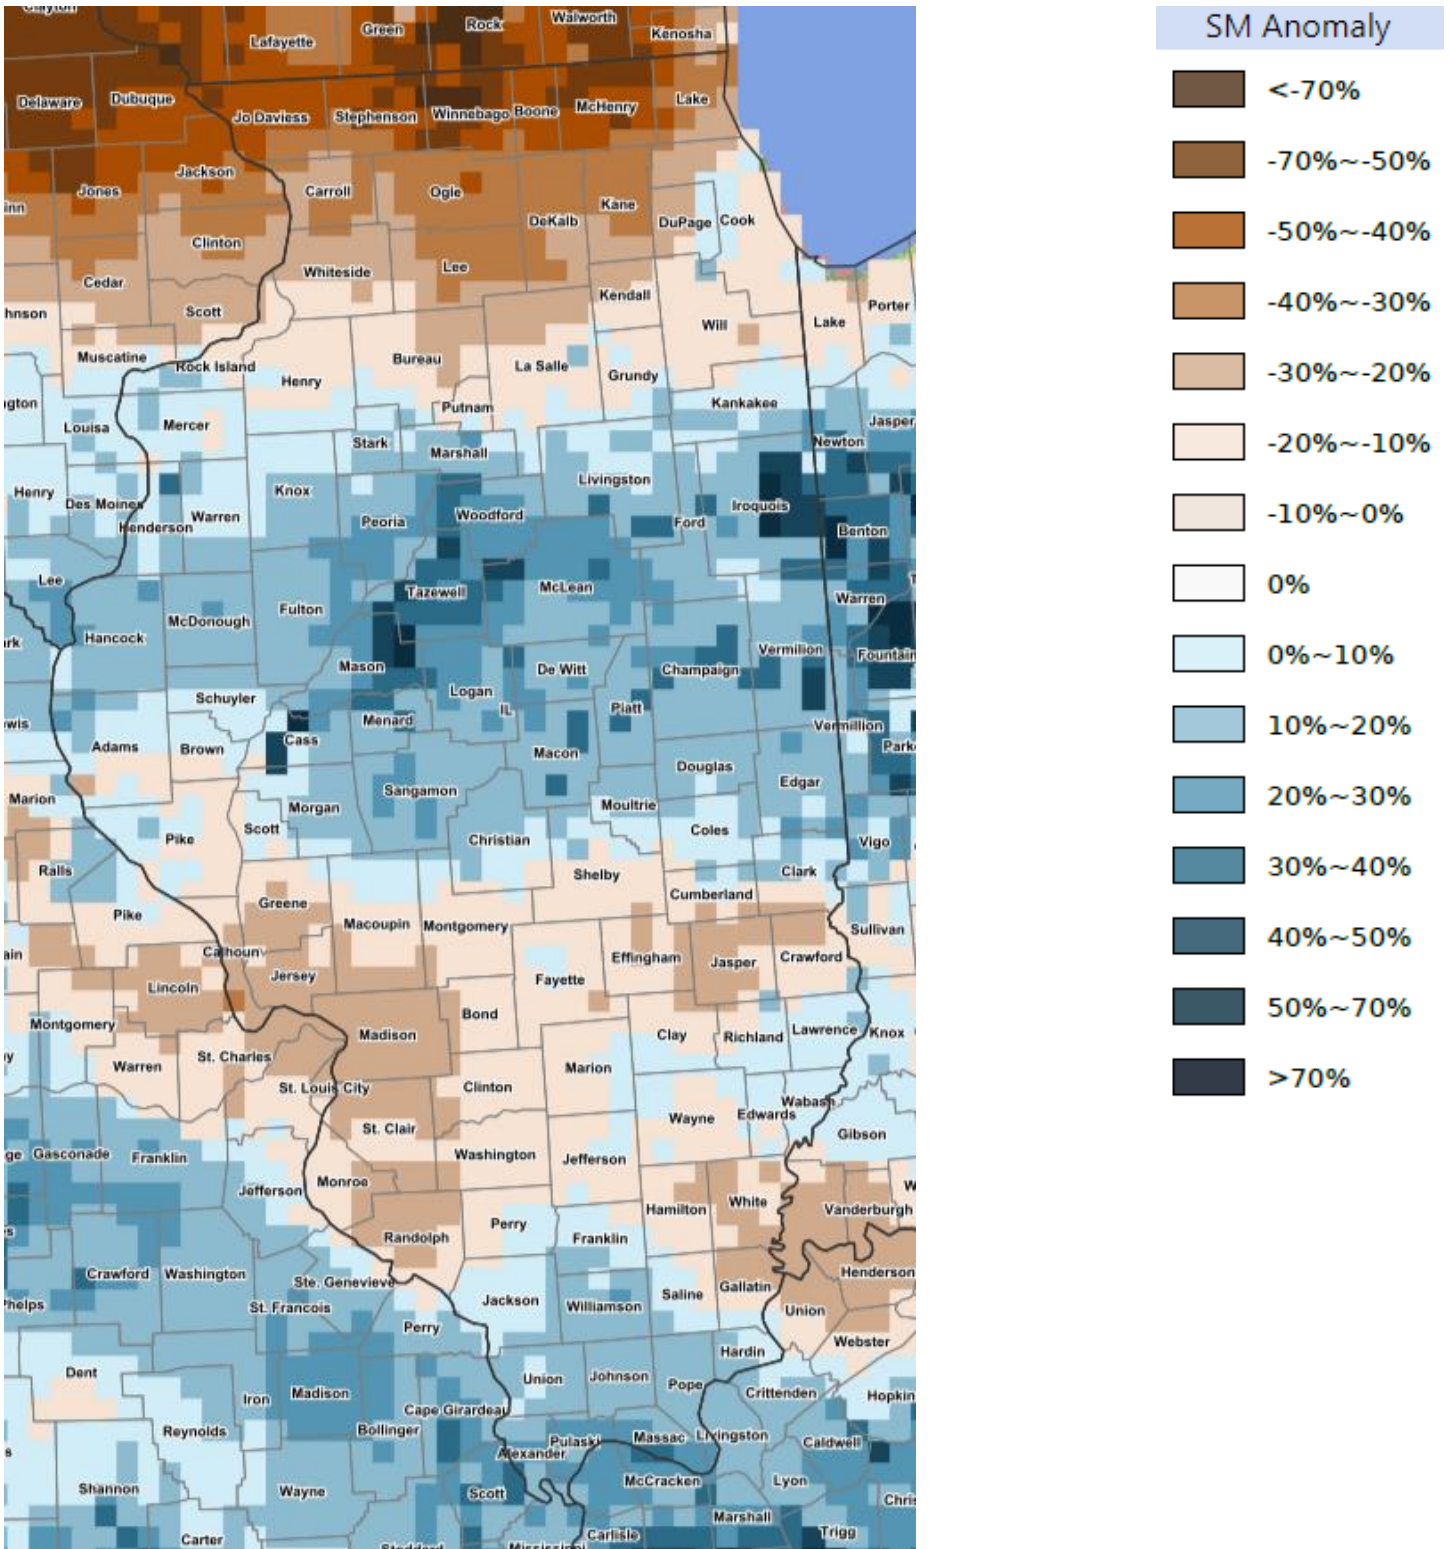 Clayton
Lafayette
Green
Rock
Walworth
Kenosha
Delaware
Dubuque
Jo Daviess
Stephenson
Winnebago
Boone
McHenry
Lake
Jones
Jackson
Carroll
Ogle
DeKalb
Kane
DuPage
Cook
inn
Clinton
Cedar
Whiteside
Lee
Kendall
Scott
hnson
Will
Lake
Porter
Muscatine
Rock Island
Henry
Bureau
La Salle
Grundy
Putnam
Kankakee
ngton
Louisa
Mercer
Stark
Marshall
Newton
Jasper
Henry
Des Moines
Henderson
Warren
Knox
Peoria
Woodford
Livingston
Ford
Iroquois
Benton
Lee
Hancock
McDonough
Fulton
Tazewell
McLean
Warren
T
ark
Mason
Logan
De Witt
Champaign
Vermilion
Fountain
Schuyler
Menard
IL
Piatt
Vermillion
ewis
Adams
Brown
Cass
Macon
Park
Marion
Morgan
Sangamon
Douglas
Edgar
Moultrie
Scott
Pike
Christian
Coles
Vigo
Ralls
Shelby
Clark
Cumberland
Pike
Greene
Macoupin
Montgomery
Sullivan
ain
Calhoun
Effingham
Jasper
Crawford
Lincoln
Jersey
Fayette
Montgomery
Madison
Bond
Clay
Richland
Lawrence
Knox
y
Warren
St. Charles
St. Louis City
Clinton
Marion
St. Clair
Wayne
Edwards
Wabash
Gibson
ge
Gasconade
Franklin
Washington
Jefferson
Jefferson
Monroe
Hamilton
White
Vanderburgh
W
s
Randolph
Perry
Franklin
Crawford
Washington
Ste. Genevieve
Henderson
Phelps
St. Francois
Jackson
Williamson
Saline
Gallatin
Union
Perry
Webster
Hardin
Dent
Iron
Madison
Union
Johnson
Pope
Crittenden
Hopkin
Reynolds
Bollinger
Cape Girardeau
Pulaski
Massac
Livingston
Caldwell
s
Alexander
Shannon
Wayne
Scott
McCracken
Lyon
Chris
Marshall
Carter
Stoddard
Mississippi
Carlisle
Trigg
SM Anomaly
<-70%
-70%~-50%
-50%~-40%
-40%~-30%
-30%~-20%
-20%~-10%
-10%~0%
0%
0%~10%
10%~20%
20%~30%
30%~40%
40%~50%
50%~70%
>70%